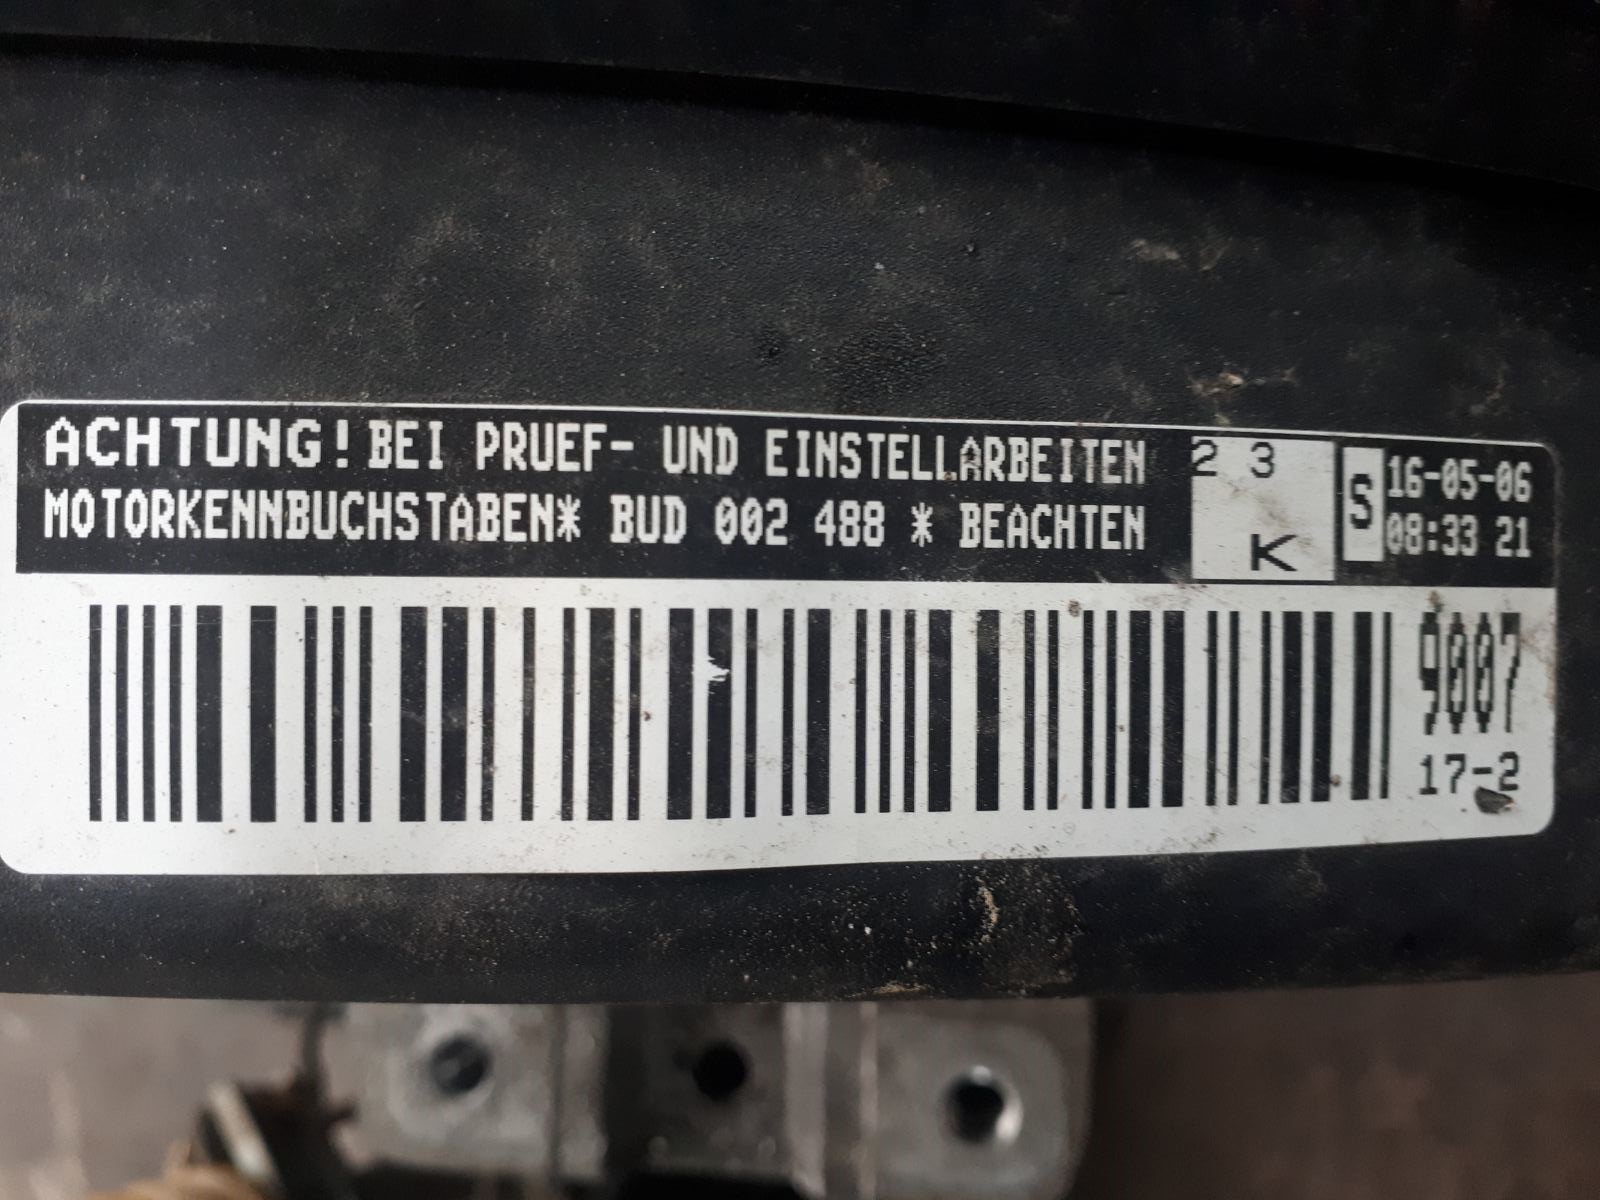 ACHTUNG! BEI PRUEF- UND EINSTELLARBEITEN
MOTORKENNBUCHSTABEN* BUD 002 488 * BEACHTEN
2 3
K
S
16-05-06
08:33 21
9007
17-2